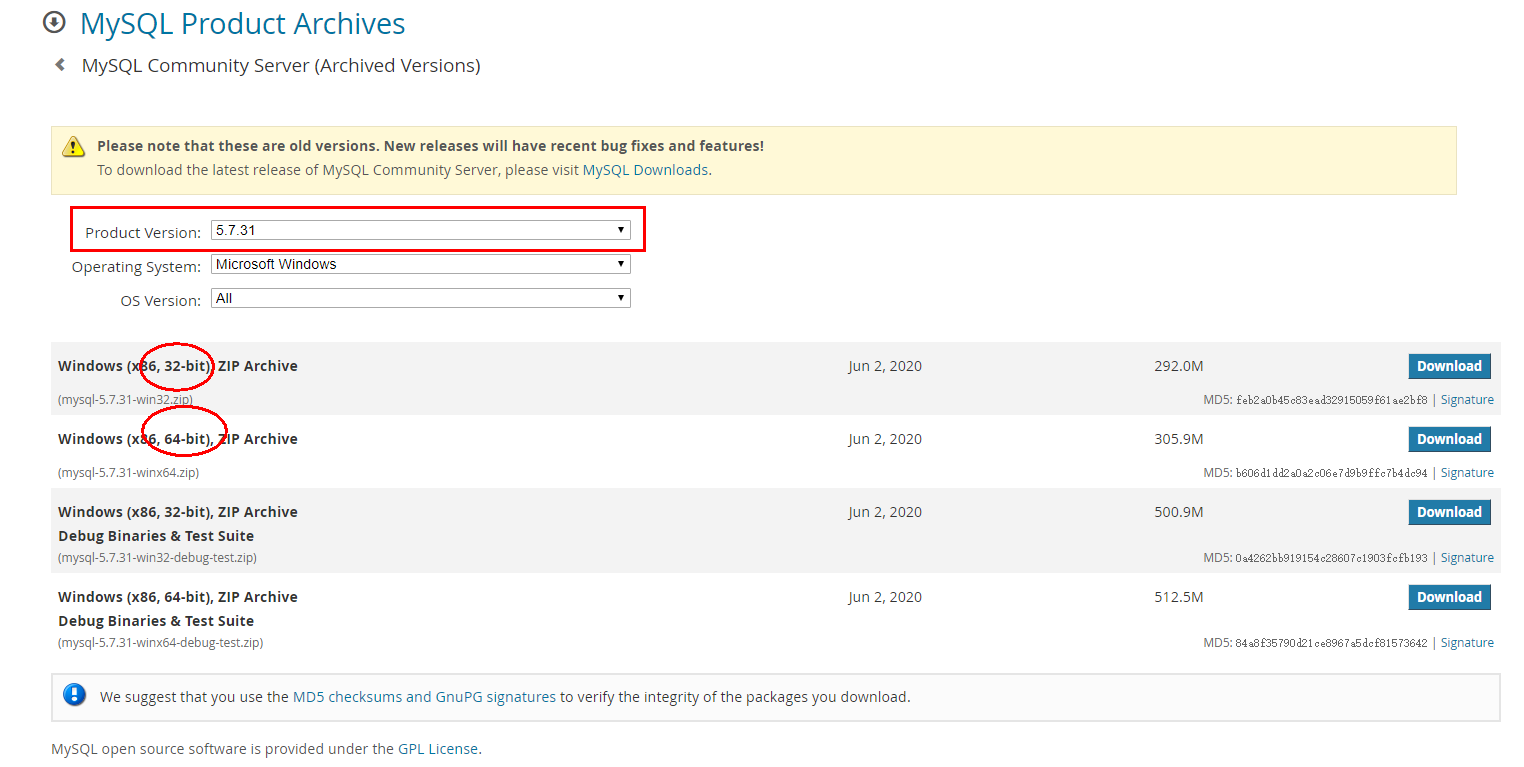 MySQL Product Archives
MySQL Community Server (Archived Versions)
Please note that these are old versions. New releases will have recent bug fixes and features!
To download the latest release of MySQL Community Server, please visit MySQL Downloads.
Product Version: 5.7.31
Operating System: Microsoft Windows
OS Version: All
Windows (x86, 32-bit), ZIP Archive Jun 2, 2020 292.0M Download
(mysql-5.7.31-win32.zip) MD5: feb2a0b45c83ead32915059f61ae2bf8 | Signature
Windows (x86, 64-bit), ZIP Archive Jun 2, 2020 305.9M Download
(mysql-5.7.31-winx64.zip) MD5: b606d1dd2a0a2c06e7d9b9ffc7b4dc94 | Signature
Windows (x86, 32-bit), ZIP Archive Jun 2, 2020 500.9M Download
Debug Binaries & Test Suite
(mysql-5.7.31-win32-debug-test.zip) MD5: 0a4262bb919154c28607c1903fcfb193 | Signature
Windows (x86, 64-bit), ZIP Archive Jun 2, 2020 512.5M Download
Debug Binaries & Test Suite
(mysql-5.7.31-winx64-debug-test.zip) MD5: 84a8f35790d21ce8967a5dcf81573642 | Signature
We suggest that you use the MD5 checksums and GnuPG signatures to verify the integrity of the packages you download.
MySQL open source software is provided under the GPL License.